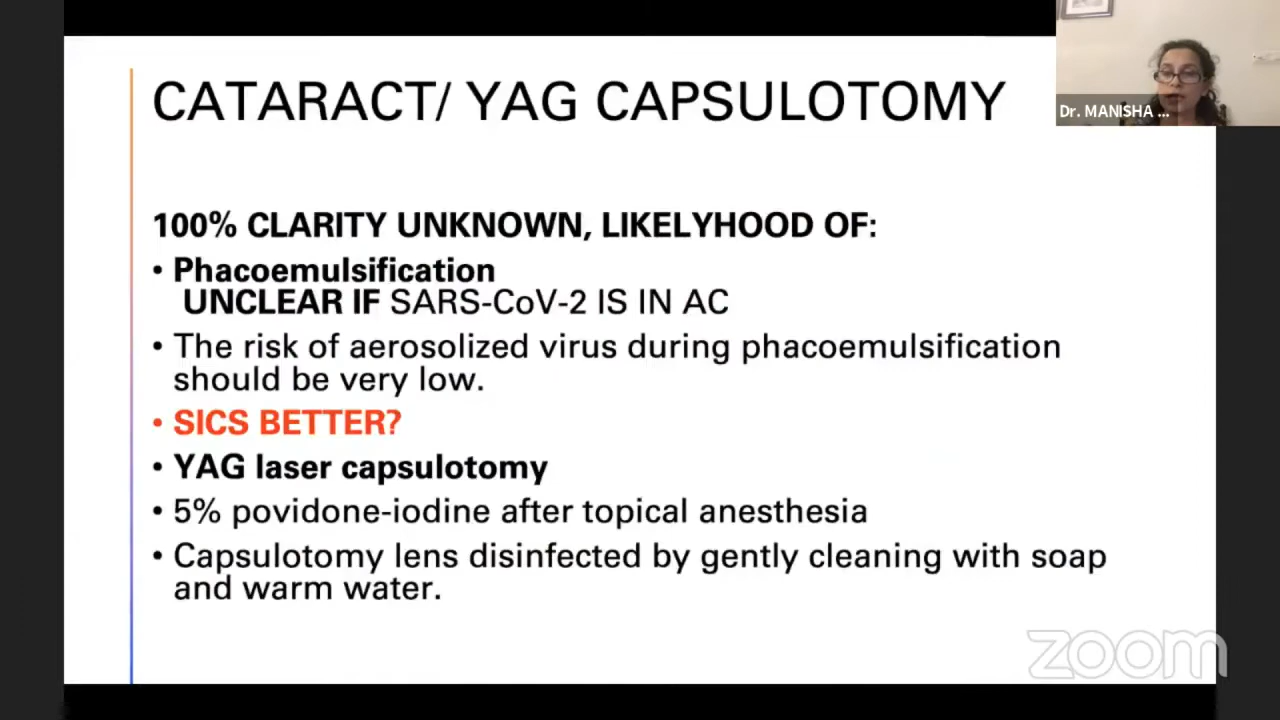 CATARACT/ YAG CAPSULOTOMY
Dr. MANISHA ...
100% CLARITY UNKNOWN, LIKELYHOOD OF:
• Phacoemulsification
UNCLEAR IF SARS-CoV-2 IS IN AC
• The risk of aerosolized virus during phacoemulsification
should be very low.
• SICS BETTER?
• YAG laser capsulotomy
• 5% povidone-iodine after topical anesthesia
• Capsulotomy lens disinfected by gently cleaning with soap
and warm water.
zoom